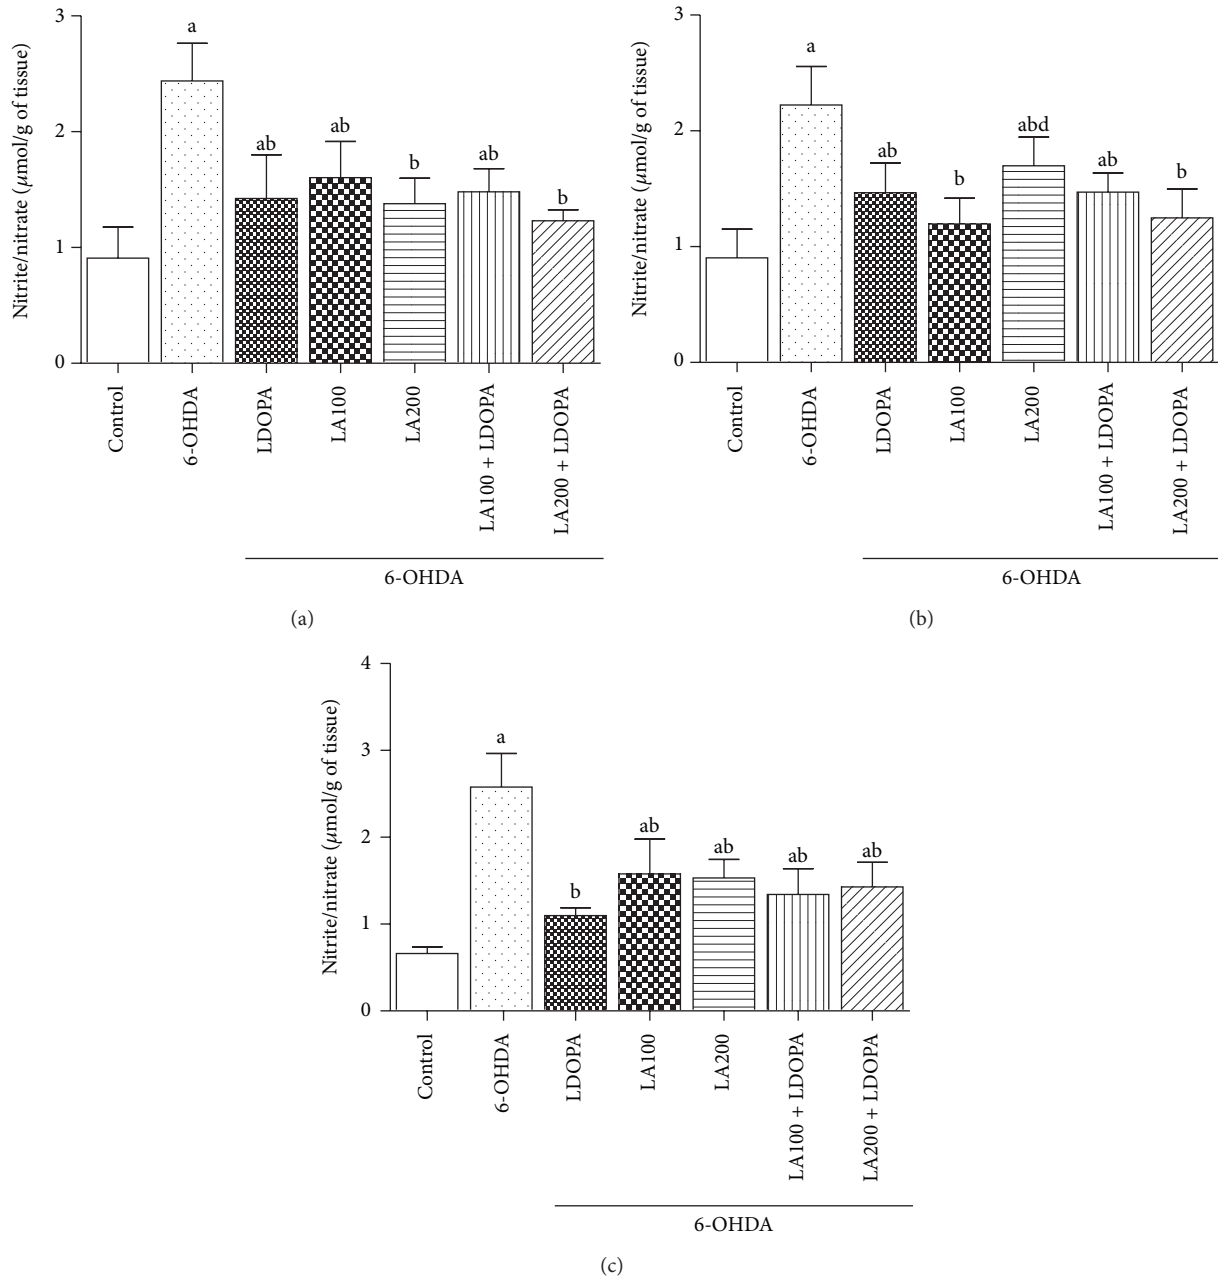 Nitrite/nitrate (μmol/g of tissue)
3
2
1
0
a
ab
ab
b
ab
b
Control
6-OHDA
LDOPA
LA100
LA200
LA100 + LDOPA
LA200 + LDOPA
6-OHDA
(a)
Nitrite/nitrate (μmol/g of tissue)
3
2
1
0
a
ab
b
abd
ab
b
Control
6-OHDA
LDOPA
LA100
LA200
LA100 + LDOPA
LA200 + LDOPA
6-OHDA
(b)
Nitrite/nitrate (μmol/g of tissue)
4
3
2
1
0
a
b
ab
ab
ab
ab
Control
6-OHDA
LDOPA
LA100
LA200
LA100 + LDOPA
LA200 + LDOPA
6-OHDA
(c)